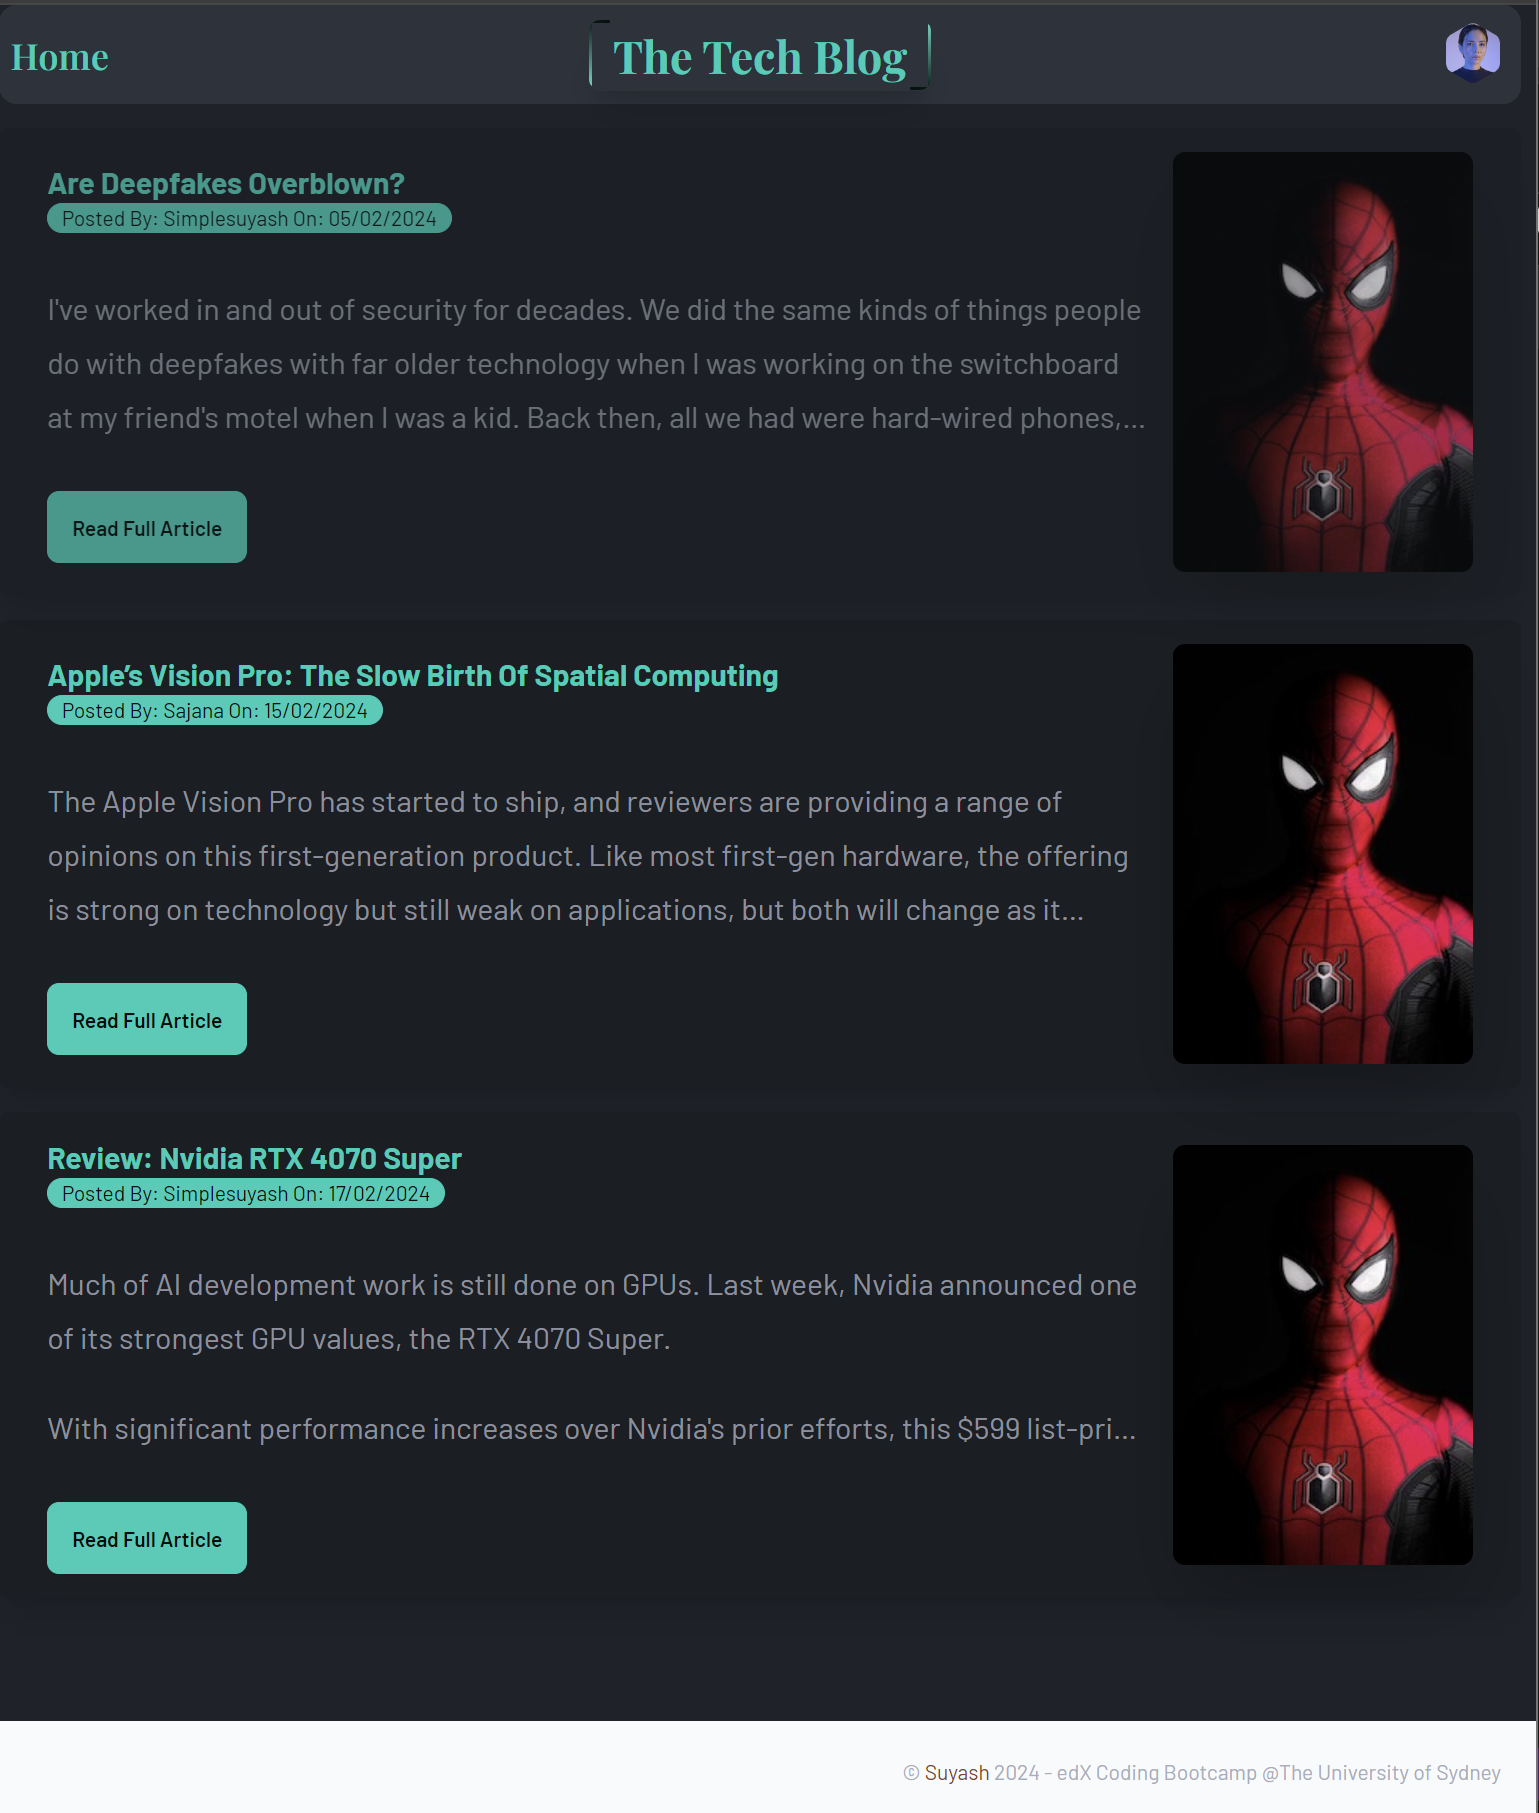 Home
The Tech Blog
Are Deepfakes Overblown?
Posted By: Simplesuyash On: 05/02/2024
I've worked in and out of security for decades. We did the same kinds of things people
do with deepfakes with far older technology when I was working on the switchboard
at my friend's motel when I was a kid. Back then, all we had were hard-wired phones,...
Read Full Article
Apple’s Vision Pro: The Slow Birth Of Spatial Computing
Posted By: Sajana On: 15/02/2024
The Apple Vision Pro has started to ship, and reviewers are providing a range of
opinions on this first-generation product. Like most first-gen hardware, the offering
is strong on technology but still weak on applications, but both will change as it...
Read Full Article
Review: Nvidia RTX 4070 Super
Posted By: Simplesuyash On: 17/02/2024
Much of AI development work is still done on GPUs. Last week, Nvidia announced one
of its strongest GPU values, the RTX 4070 Super.
With significant performance increases over Nvidia's prior efforts, this $599 list-pri...
Read Full Article
© Suyash 2024 - edX Coding Bootcamp @The University of Sydney